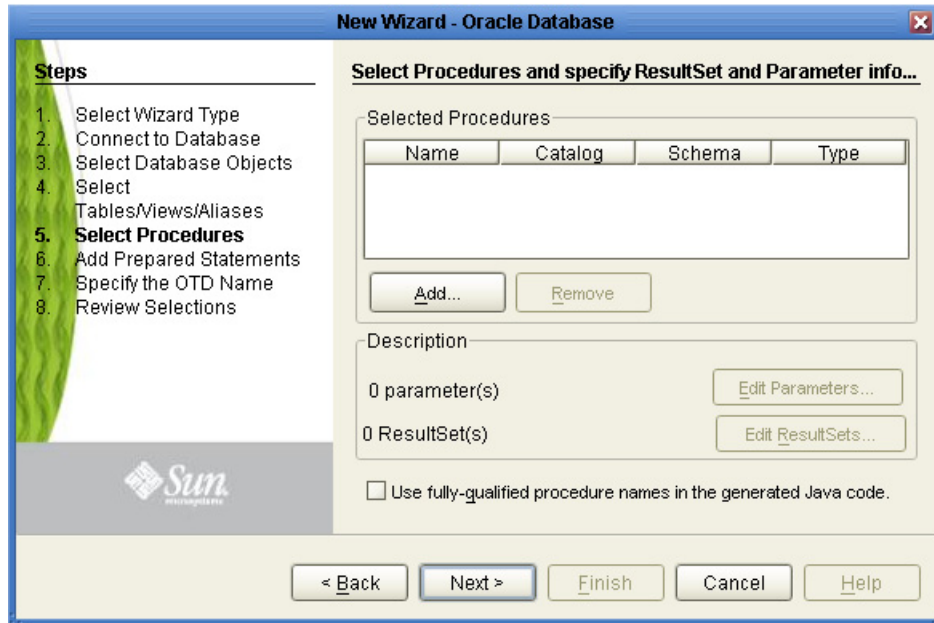 New Wizard - Oracle Database
Steps
1. Select Wizard Type
2. Connect to Database
3. Select Database Objects
4. Select
Tables/Views/Aliases
5. Select Procedures
6. Add Prepared Statements
7. Specify the OTD Name
8. Review Selections
Sun
microsystems
Select Procedures and specify ResultSet and Parameter info...
Selected Procedures
Name Catalog Schema Type
Add... Remove
Description
0 parameter(s) Edit Parameters...
0 ResultSet(s) Edit ResultSets...
Use fully-qualified procedure names in the generated Java code.
< Back Next > Finish Cancel Help